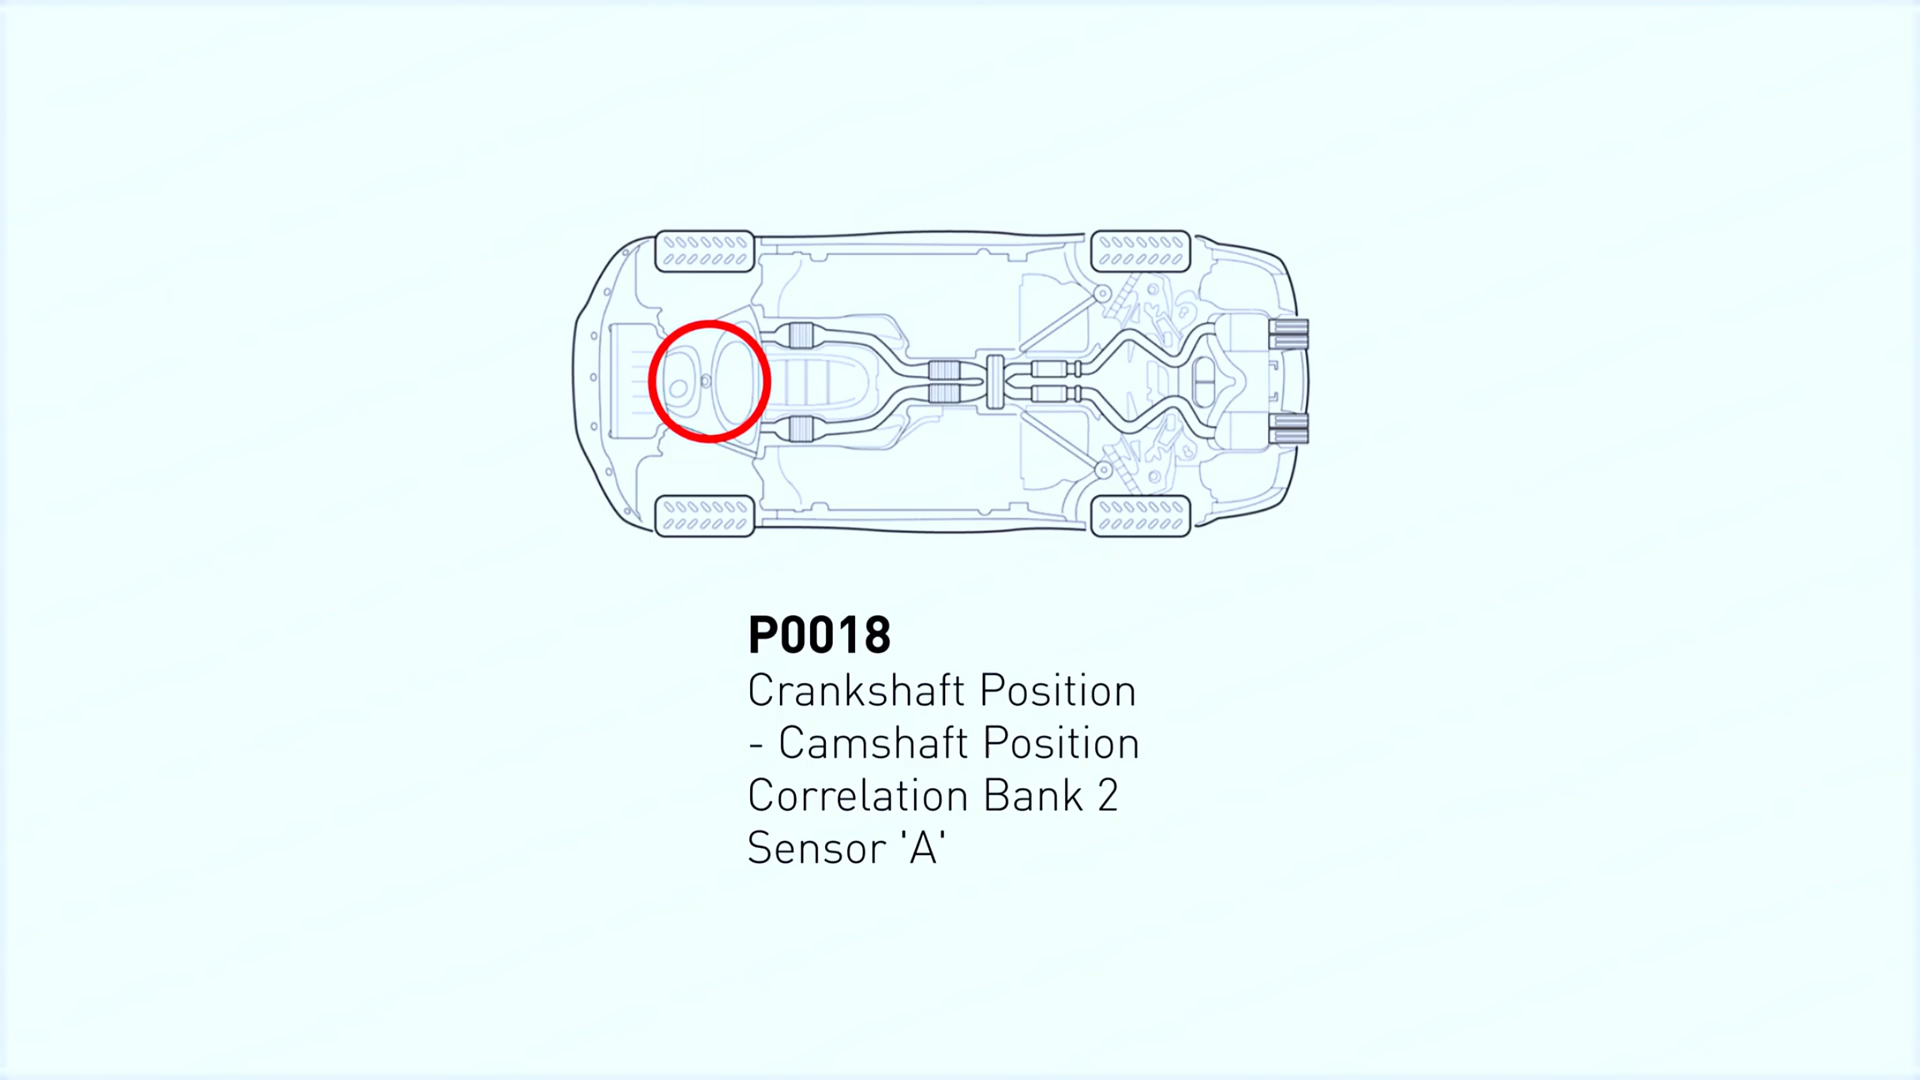 P0018
Crankshaft Position
- Camshaft Position
Correlation Bank 2
Sensor 'A'